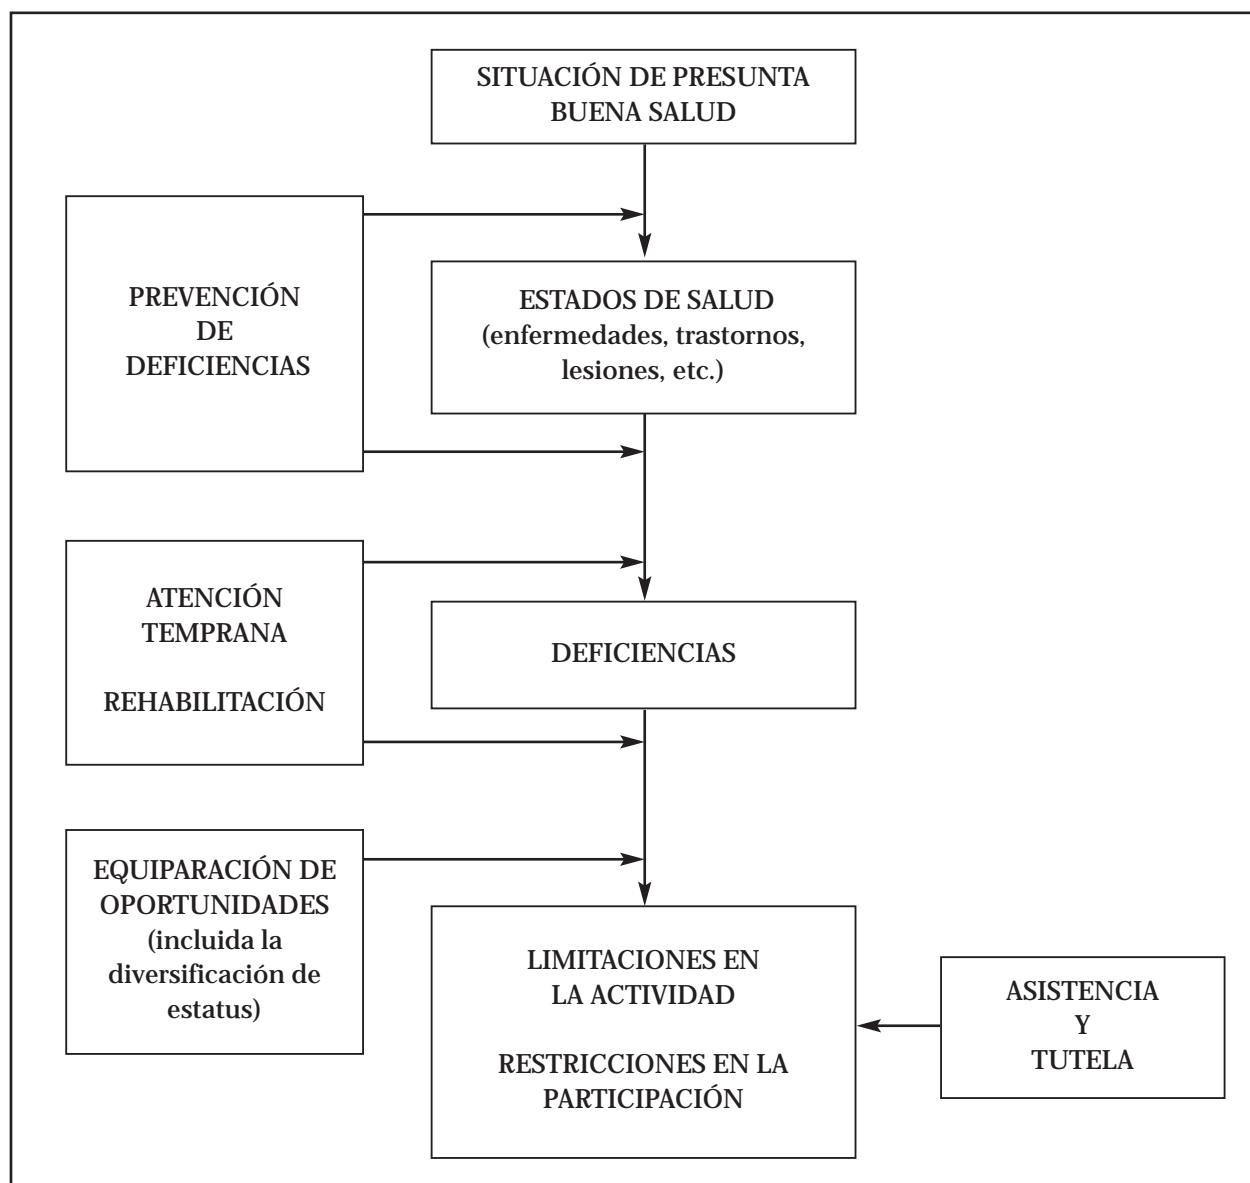 SITUACIÓN DE PRESUNTA
BUENA SALUD
PREVENCIÓN
DE
DEFICIENCIAS
ESTADOS DE SALUD
(enfermedades, trastornos,
lesiones, etc.)
ATENCIÓN
TEMPRANA
REHABILITACIÓN
DEFICIENCIAS
EQUIPARACIÓN DE
OPORTUNIDADES
(incluida la
diversificación de
estatus)
LIMITACIONES EN
LA ACTIVIDAD
RESTRICCIONES EN LA
PARTICIPACIÓN
ASISTENCIA
Y
TUTELA